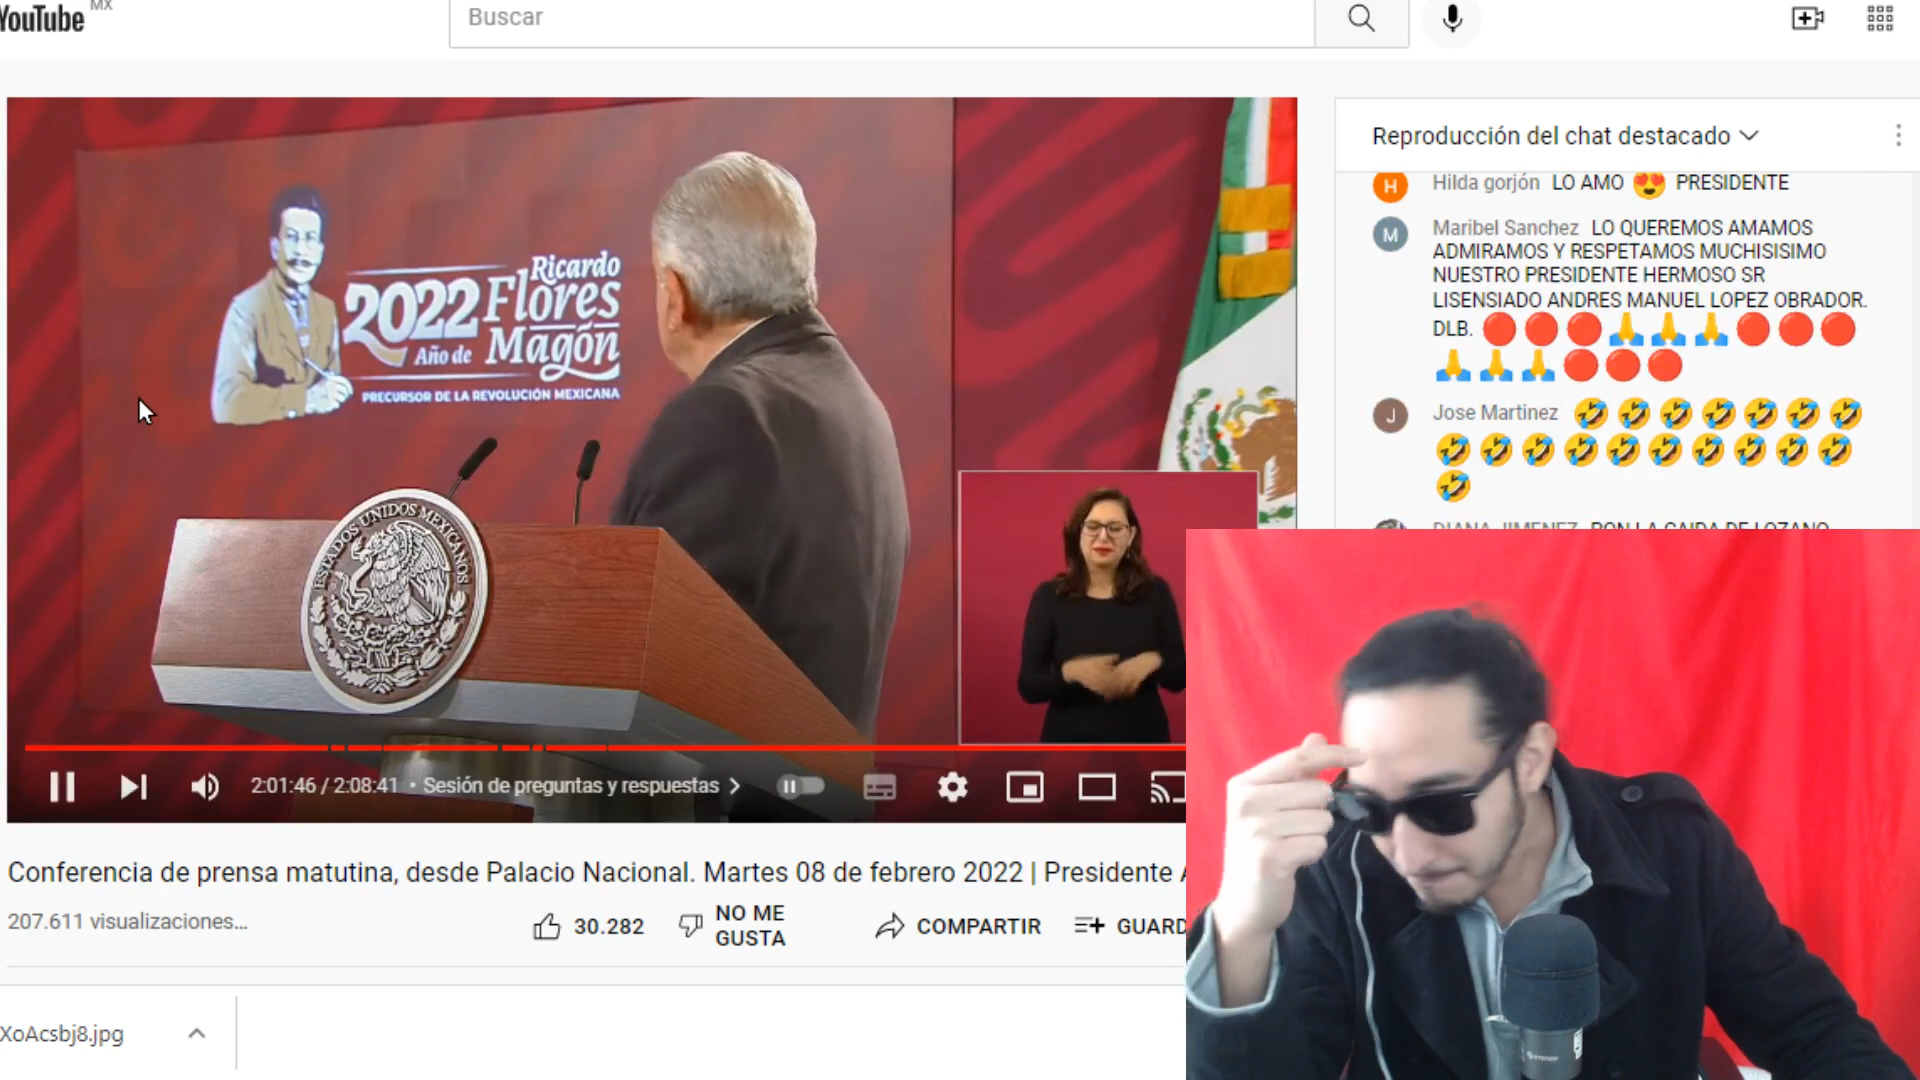 YouTube MX
Buscar
Reproducción del chat destacado
Hilda gorjón LO AMO 😍 PRESIDENTE
Maribel Sanchez LO QUEREMOS AMAMOS
ADMIRAMOS Y RESPETAMOS MUCHISISIMO
NUESTRO PRESIDENTE HERMOSO SR
LISENSIADO ANDRES MANUEL LOPEZ OBRADOR.
DLB. 🔴🔴🔴🙏🙏🙏🔴🔴🔴
🙏🙏🙏🔴🔴🔴
Jose Martinez 🤣🤣🤣🤣🤣🤣🤣
🤣🤣🤣🤣🤣🤣🤣🤣🤣🤣
🤣
2022
Año de
Ricardo
Flores
Magón
PRECURSOR DE LA REVOLUCIÓN MEXICANA
ESTADOS UNIDOS MEXICANOS
2:01:46 / 2:08:41 • Sesión de preguntas y respuestas
Conferencia de prensa matutina, desde Palacio Nacional. Martes 08 de febrero 2022 | Presidente
207.611 visualizaciones...
30.282
NO ME
GUSTA
COMPARTIR
GUARD
XoAcsbj8.jpg